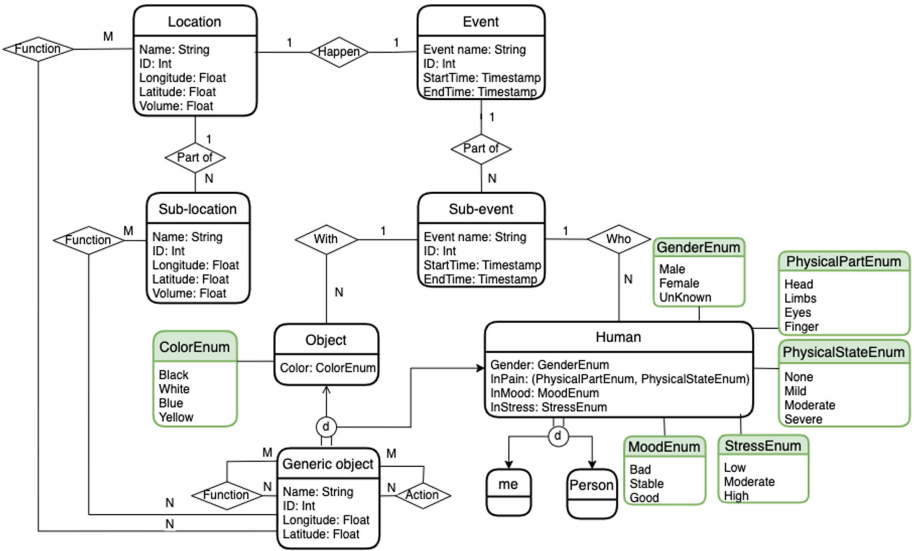 Location
Name: String
ID: Int
Longitude: Float
Latitude: Float
Volume: Float
Function
M
1
Happen
1
Event
Event name: String
ID: Int
StartTime: Timestamp
EndTime: Timestamp
1
Part of
N
1
Part of
N
Sub-location
Name: String
ID: Int
Longitude: Float
Latitude: Float
Volume: Float
Function
M
With
1
N
Sub-event
Event name: String
ID: Int
StartTime: Timestamp
EndTime: Timestamp
1
Who
N
GenderEnum
Male
Female
UnKnown
PhysicalPartEnum
Head
Limbs
Eyes
Finger
ColorEnum
Black
White
Blue
Yellow
Object
Color: ColorEnum
Human
Gender: GenderEnum
InPain: (PhysicalPartEnum, PhysicalStateEnum)
InMood: MoodEnum
InStress: StressEnum
PhysicalStateEnum
None
Mild
Moderate
Severe
d
d
me
Person
MoodEnum
Bad
Stable
Good
StressEnum
Low
Moderate
High
Generic object
Name: String
ID: Int
Longitude: Float
Latitude: Float
M
Function
N
M
N
Action
N
N